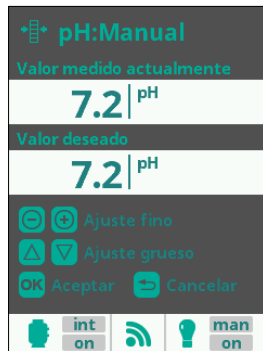 pH:Manual
Valor medido actualmente
7.2 pH
Valor deseado
7.2 pH
Ajuste fino
Ajuste grueso
OK Aceptar Cancelar
int man
on on